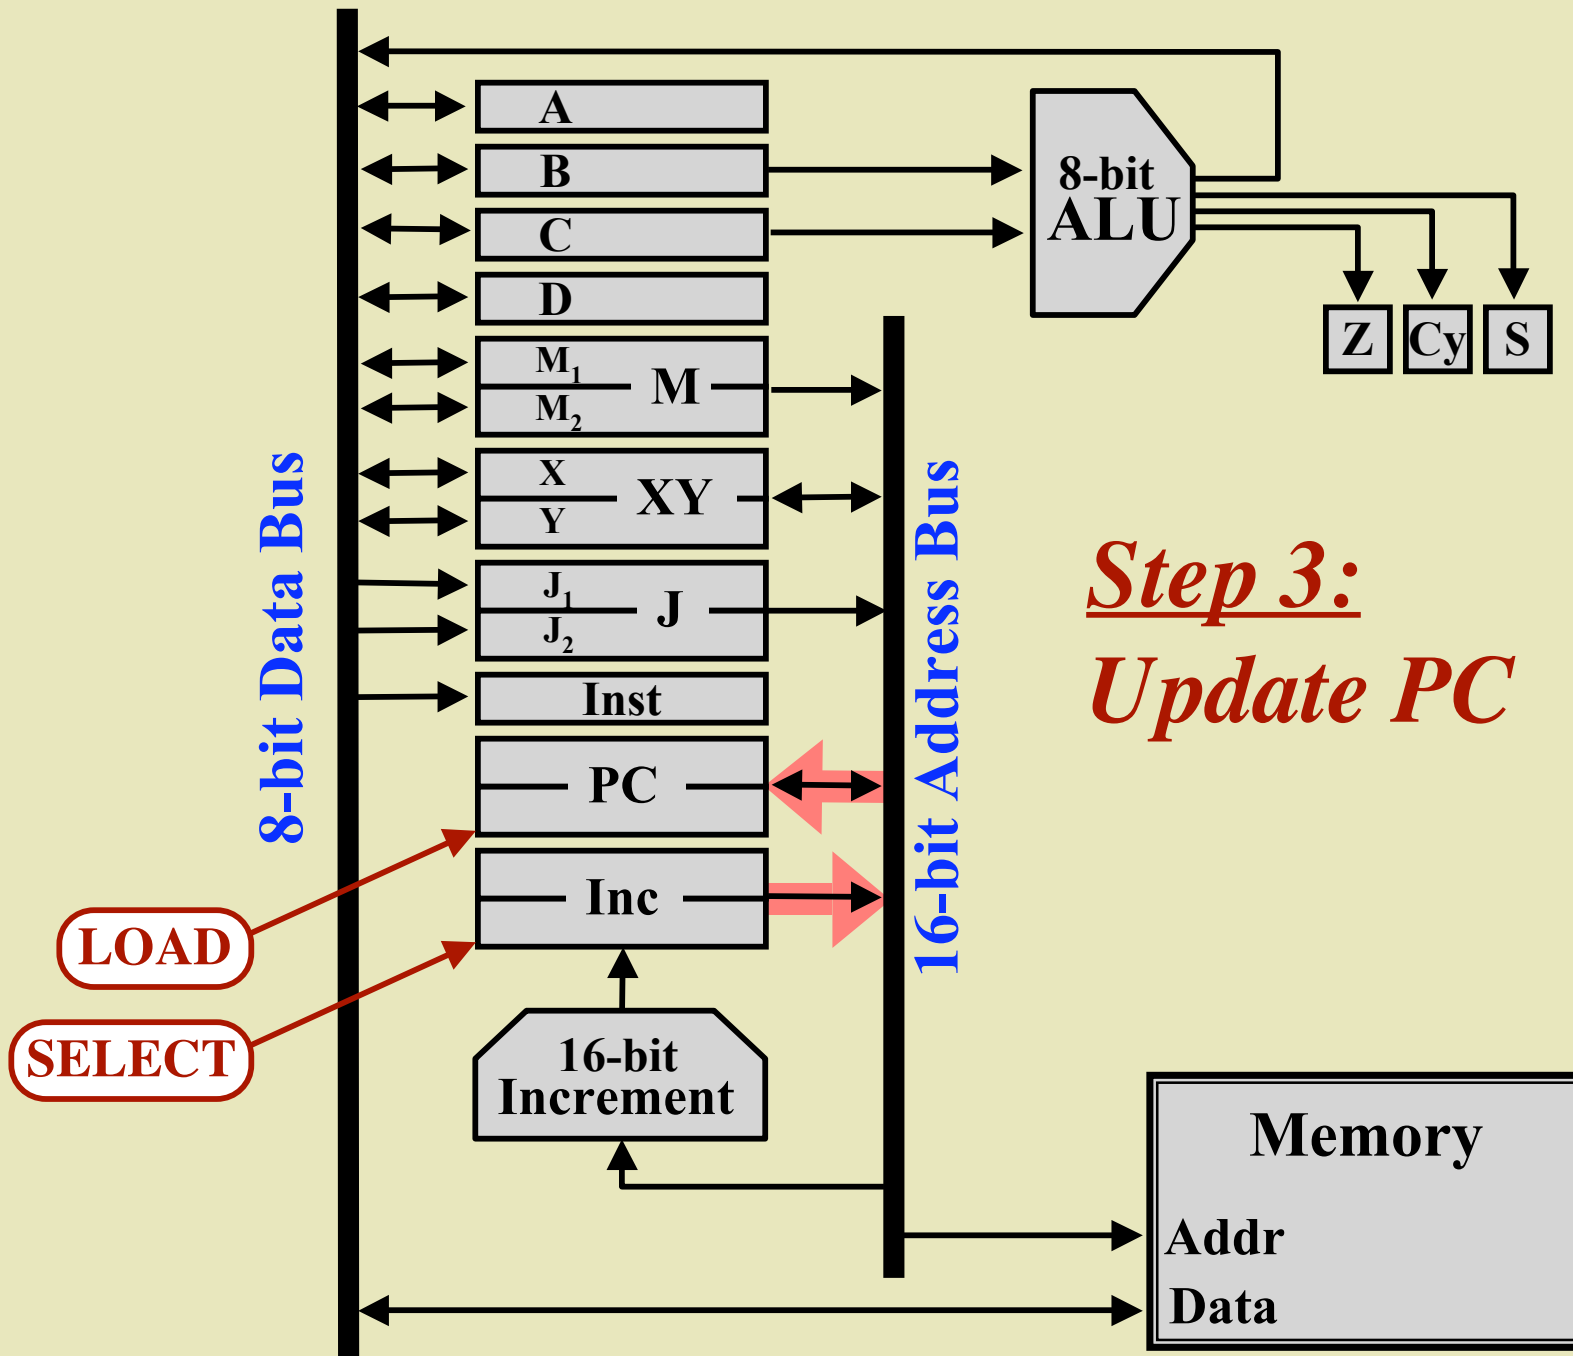 A
B
C
D
M1
M
M2
X
XY
Y
J1
J
J2
Inst
PC
Inc
16-bit
Increment
8-bit
ALU
Z
Cy
S
8-bit Data Bus
16-bit Address Bus
Step 3:
Update PC
LOAD
SELECT
Memory
Addr
Data